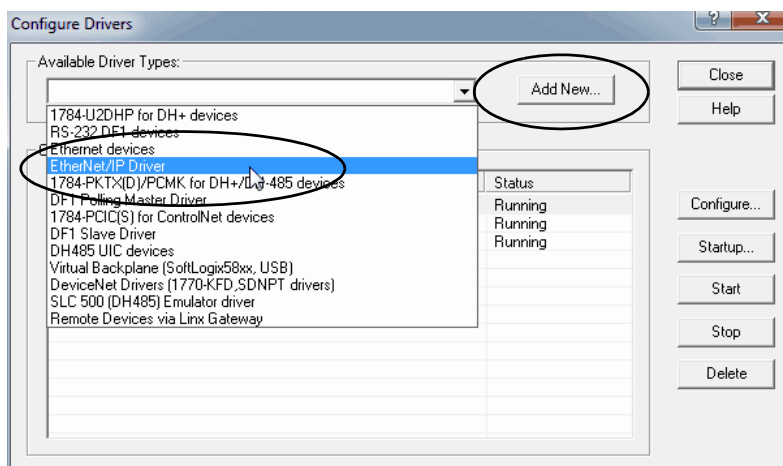 Configure Drivers
?
X
Available Driver Types:
Add New...
Close
Help
1784-U2DHP for DH+ devices
RS-232 DF1 devices
Ethernet devices
EtherNet/IP Driver
1784-PKTX(D)/PCMK for DH+/DH-485 devices
DF1 Polling Master Driver
1784-PCIC(S) for ControlNet devices
DF1 Slave Driver
DH485 UIC devices
Virtual Backplane (SoftLogix58xx, USB)
DeviceNet Drivers (1770-KFD,SDNPT drivers)
SLC 500 (DH485) Emulator driver
Remote Devices via Linx Gateway
Status
Running
Running
Running
Configure...
Startup...
Start
Stop
Delete